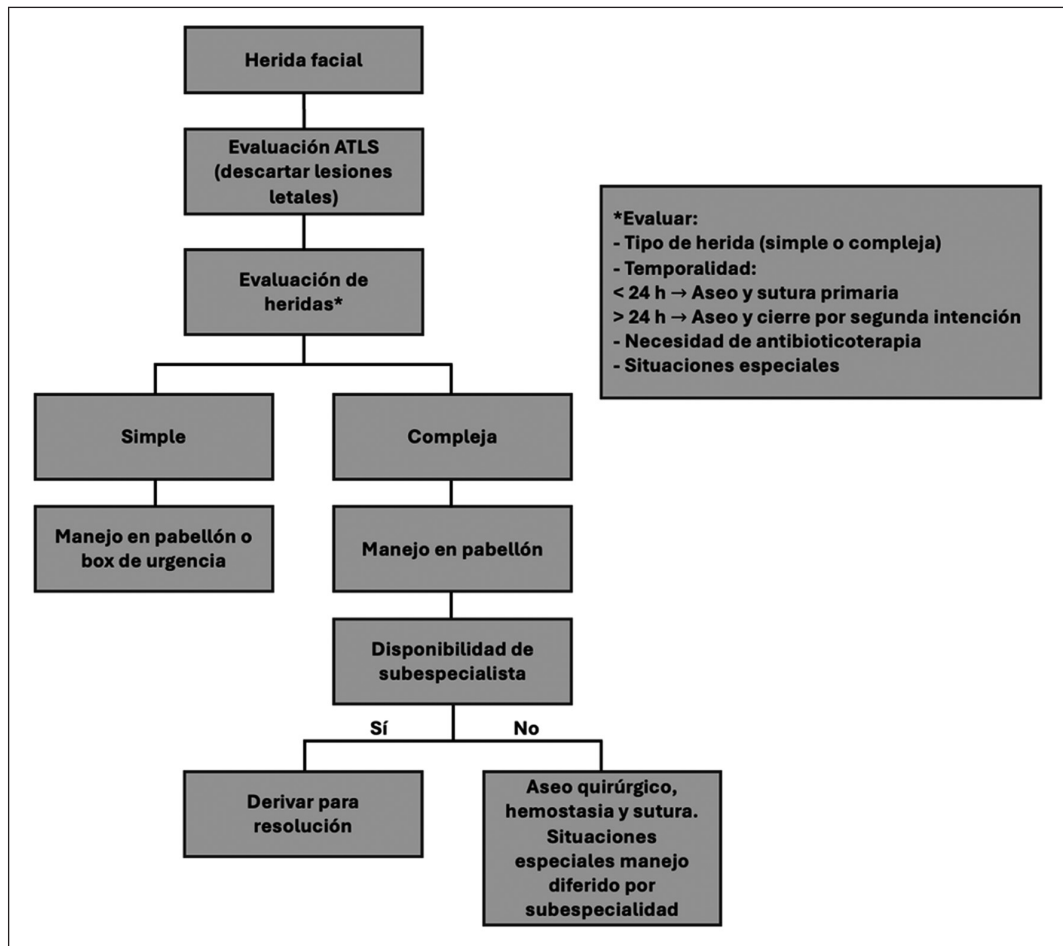 Herida facial
Evaluación ATLS
(descartar lesiones
letales)
Evaluación de
heridas*
*Evaluar:
- Tipo de herida (simple o compleja)
- Temporalidad:
< 24 h → Aseo y sutura primaria
> 24 h → Aseo y cierre por segunda intención
- Necesidad de antibioticoterapia
- Situaciones especiales
Simple
Compleja
Manejo en pabellón o
box de urgencia
Manejo en pabellón
Disponibilidad de
subespecialista
Sí
No
Derivar para
resolución
Aseo quirúrgico,
hemostasia y sutura.
Situaciones
especiales manejo
diferido por
subespecialidad